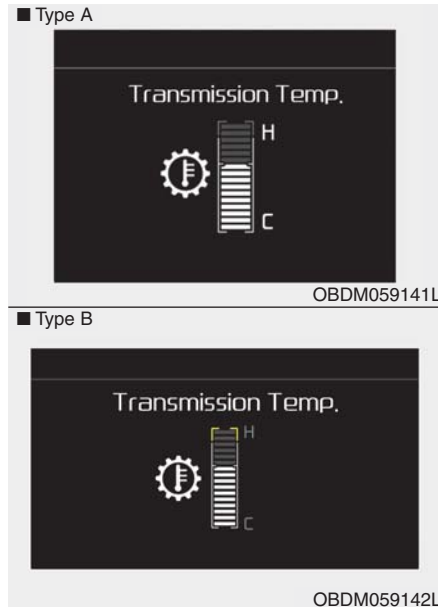 ■ Type A
Transmission Temp.
H
C
OBDM059141L
■ Type B
Transmission Temp.
H
C
OBDM059142L